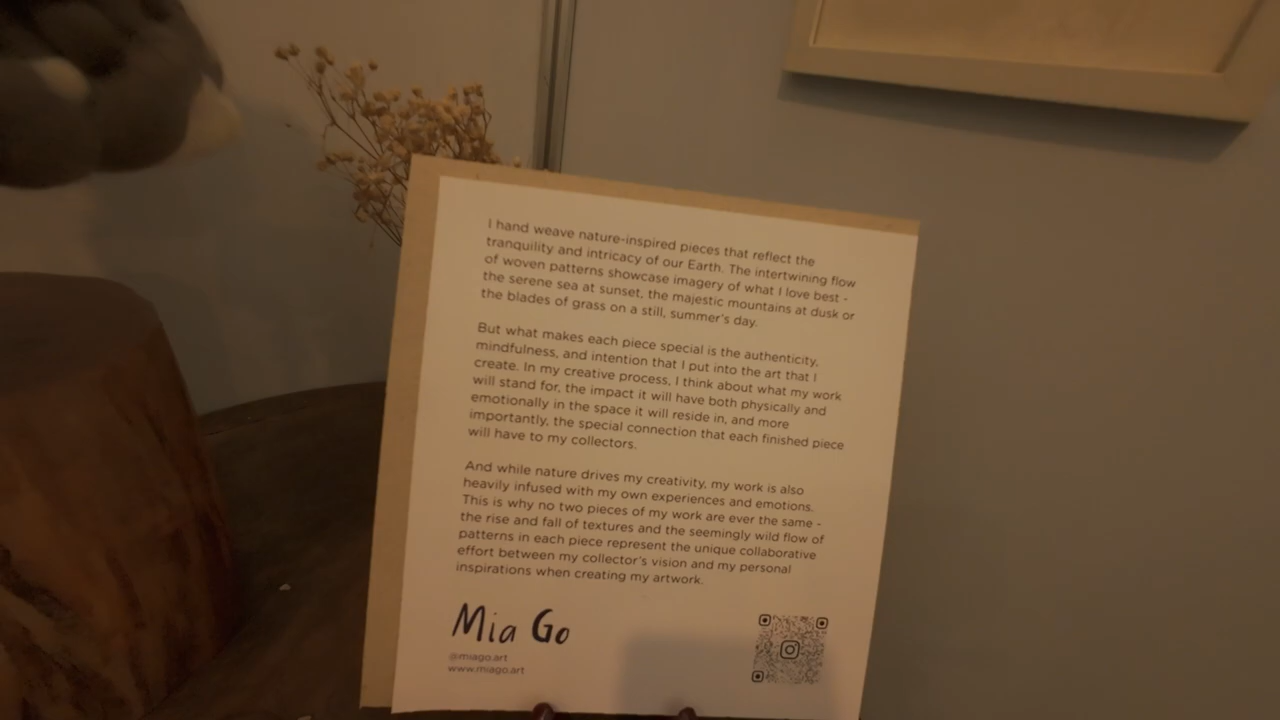 I hand weave nature-inspired pieces that reflect the
tranquility and intricacy of our Earth. The intertwining flow
of woven patterns showcase imagery of what I love best -
the serene sea at sunset, the majestic mountains at dusk or
the blades of grass on a still, summer's day.
But what makes each piece special is the authenticity,
mindfulness, and intention that I put into the art that I
create. In my creative process, I think about what my work
will stand for, the impact it will have both physically and
emotionally in the space it will reside in, and more
importantly, the special connection that each finished piece
will have to my collectors.
And while nature drives my creativity, my work is also
heavily infused with my own experiences and emotions.
This is why no two pieces of my work are ever the same -
the rise and fall of textures and the seemingly wild flow of
patterns in each piece represent the unique collaborative
effort between my collector's vision and my personal
inspirations when creating my artwork.
Mia Go
@miago.art
www.miago.art